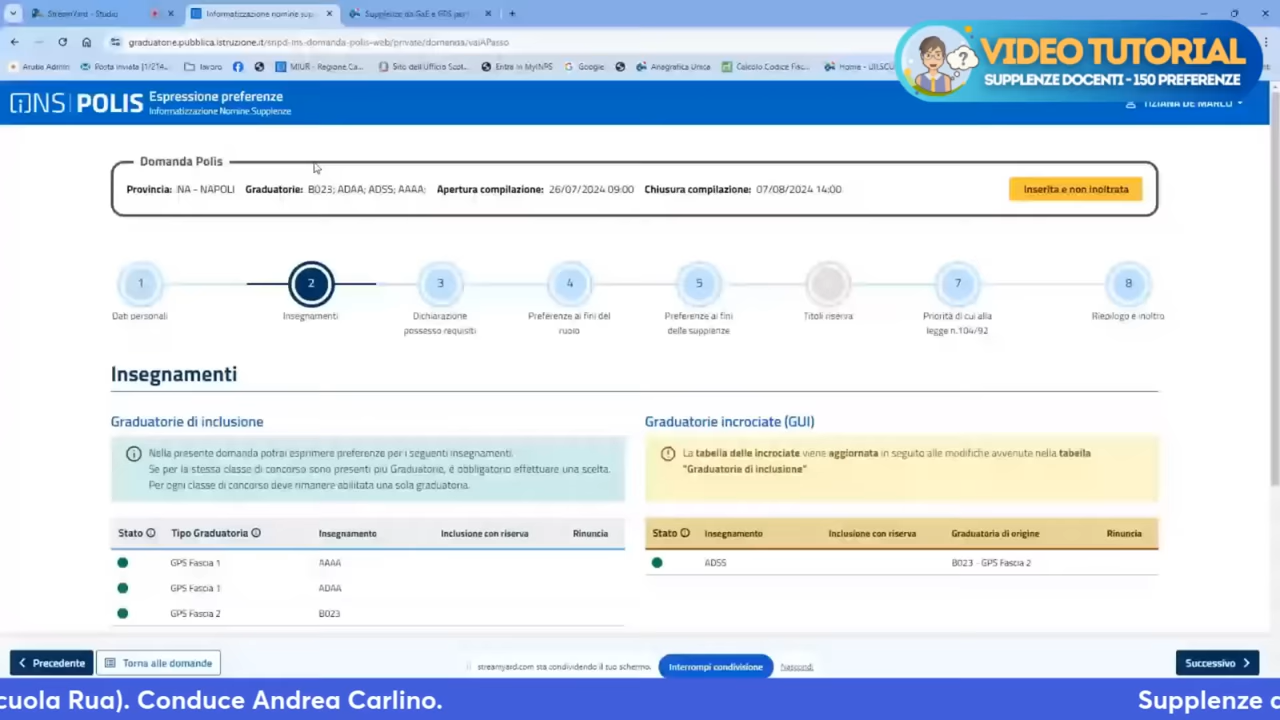 StreamYard - Studio
Informatizzazione nomine sup
Supplenze da GaE e GPS per
graduatorie.pubblica.istruzione.it/snpd-ins-domanda-polis-web/private/domanda/vaiAPasso
Aruba Admin
Posta inviata
lavoro
MIUR - Regione Ca...
Sito dell'Ufficio Scol...
Entra in MyINPS
Google
Anagrafica Unica
Calcolo Codice Fisc...
VIDEO TUTORIAL
SUPPLENZE DOCENTI - 150 PREFERENZE
INS | POLIS
Espressione preferenze
Informatizzazione Nomine Supplenze
TIZIANA DE MARCO
Domanda Polis
Provincia: NA - NAPOLI Graduatorie: B023; ADAA; ADSS; AAAA; Apertura compilazione: 26/07/2024 09:00 Chiusura compilazione: 07/08/2024 14:00
Inserita e non inoltrata
1
2
3
4
5
7
8
Dati personali
Insegnamenti
Dichiarazione possesso requisiti
Preferenze ai fini del ruolo
Preferenze ai fini delle supplenze
Titoli riserva
Priorità di cui alla legge n.104/92
Riepilogo e inoltro
Insegnamenti
Graduatorie di inclusione
Nella presente domanda potrai esprimere preferenze per i seguenti insegnamenti.
Se per la stessa classe di concorso sono presenti più Graduatorie, è obbligatorio effettuare una scelta.
Per ogni classe di concorso deve rimanere abilitata una sola graduatoria.
Stato Tipo Graduatoria Insegnamento Inclusione con riserva Rinuncia
GPS Fascia 1 AAAA
GPS Fascia 1 ADAA
GPS Fascia 2 B023
Graduatorie incrociate (GUI)
La tabella delle incrociate viene aggiornata in seguito alle modifiche avvenute nella tabella
"Graduatorie di inclusione"
Stato Insegnamento Inclusione con riserva Graduatoria di origine Rinuncia
ADSS B023 - GPS Fascia 2
Precedente
Torna alle domande
streamyard.com sta condividendo il tuo schermo.
Interrompi condivisione
Nascondi
Successivo
cuola Rua). Conduce Andrea Carlino.
Supplenze d